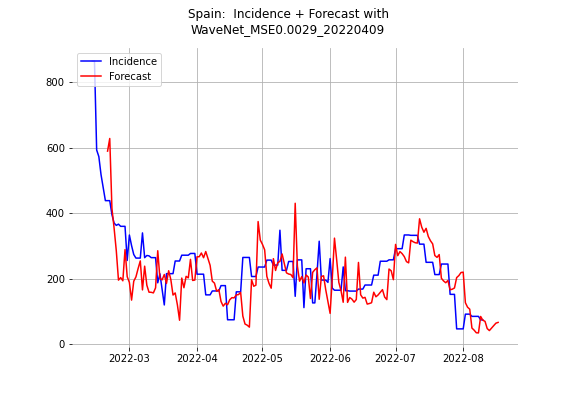 Spain:  Incidence + Forecast with
WaveNet_MSE0.0029_20220409
Incidence
Forecast
800
600
400
200
0
2022-03
2022-04
2022-05
2022-06
2022-07
2022-08